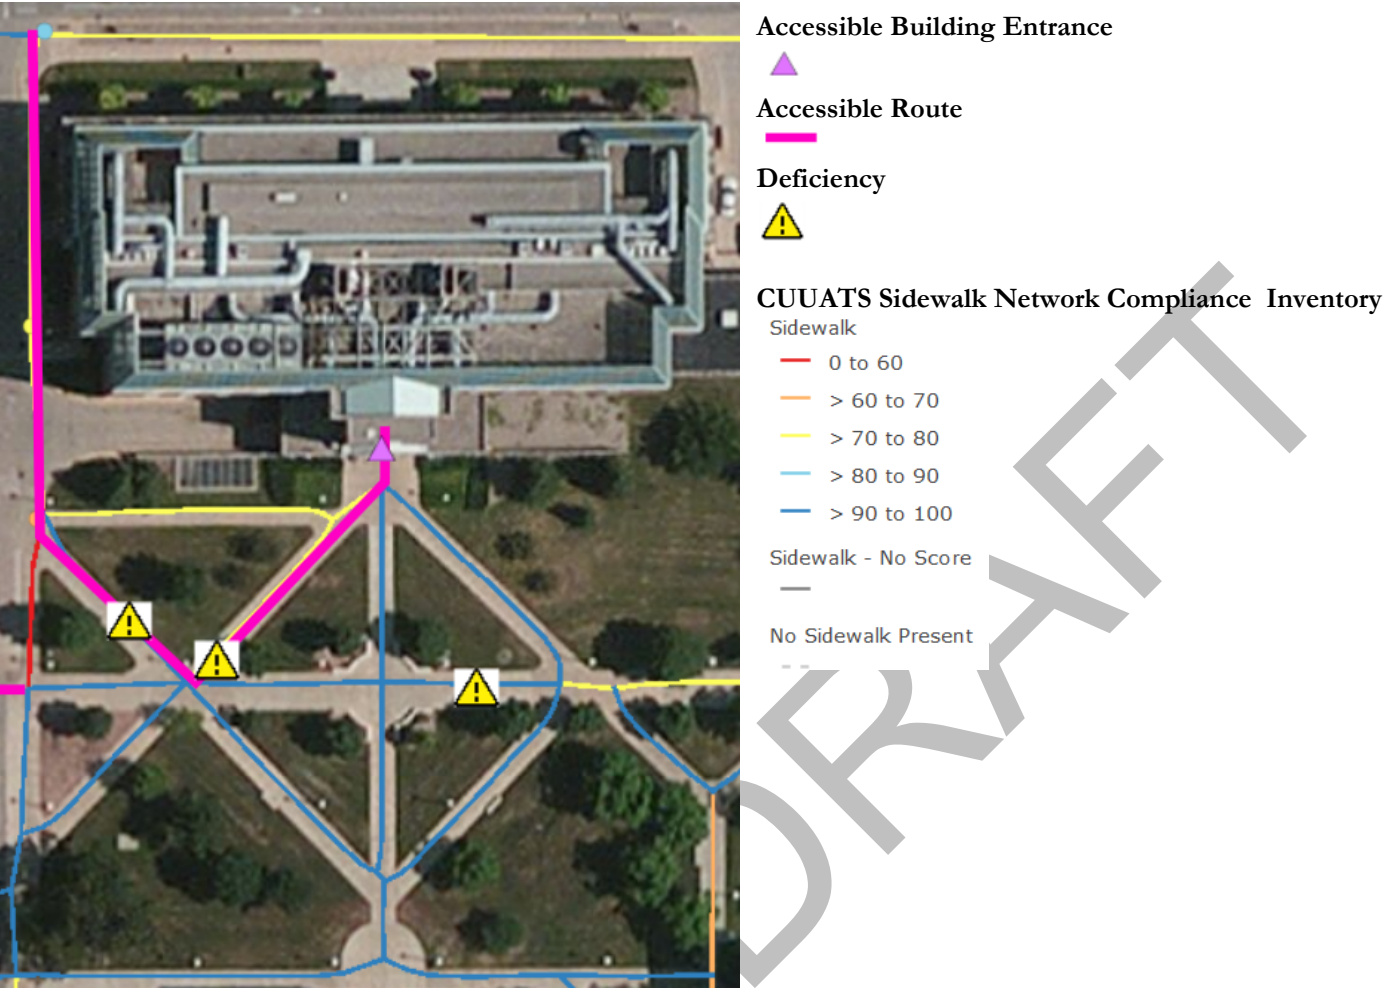 Accessible Building Entrance
Accessible Route
Deficiency
CUUATS Sidewalk Network Compliance  Inventory
Sidewalk
0 to 60
> 60 to 70
> 70 to 80
> 80 to 90
> 90 to 100
Sidewalk - No Score
No Sidewalk Present
DRAFT